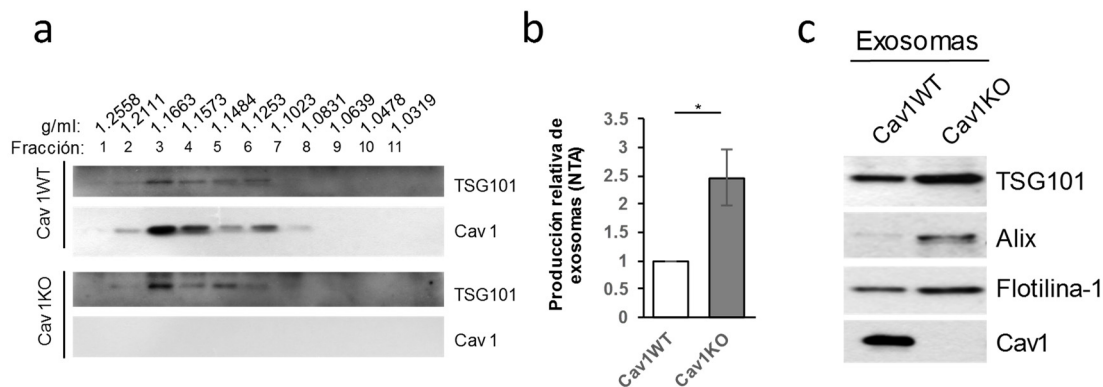 a
g/ml: 1.2558 1.2111 1.1663 1.1573 1.1484 1.1253 1.1023 1.0831 1.0639 1.0478 1.0319
Fracción: 1 2 3 4 5 6 7 8 9 10 11
Cav1WT
TSG101
Cav 1
Cav 1KO
TSG101
Cav 1
b
*
Producción relativa de
exosomas (NTA)
3.5
3
2.5
2
1.5
1
0.5
0
Cav1WT
Cav1KO
c
Exosomas
Cav1WT Cav1KO
TSG101
Alix
Flotilina-1
Cav1